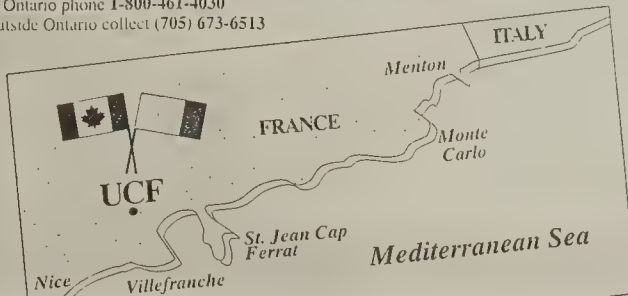 Ontario phone 1-800-461-4030
outside Ontario collect (705) 673-6513
ITALY
Menton
FRANCE
Monte
Carlo
UCF
St. Jean Cap
Ferrat
Mediterranean Sea
Nice
Villefranche